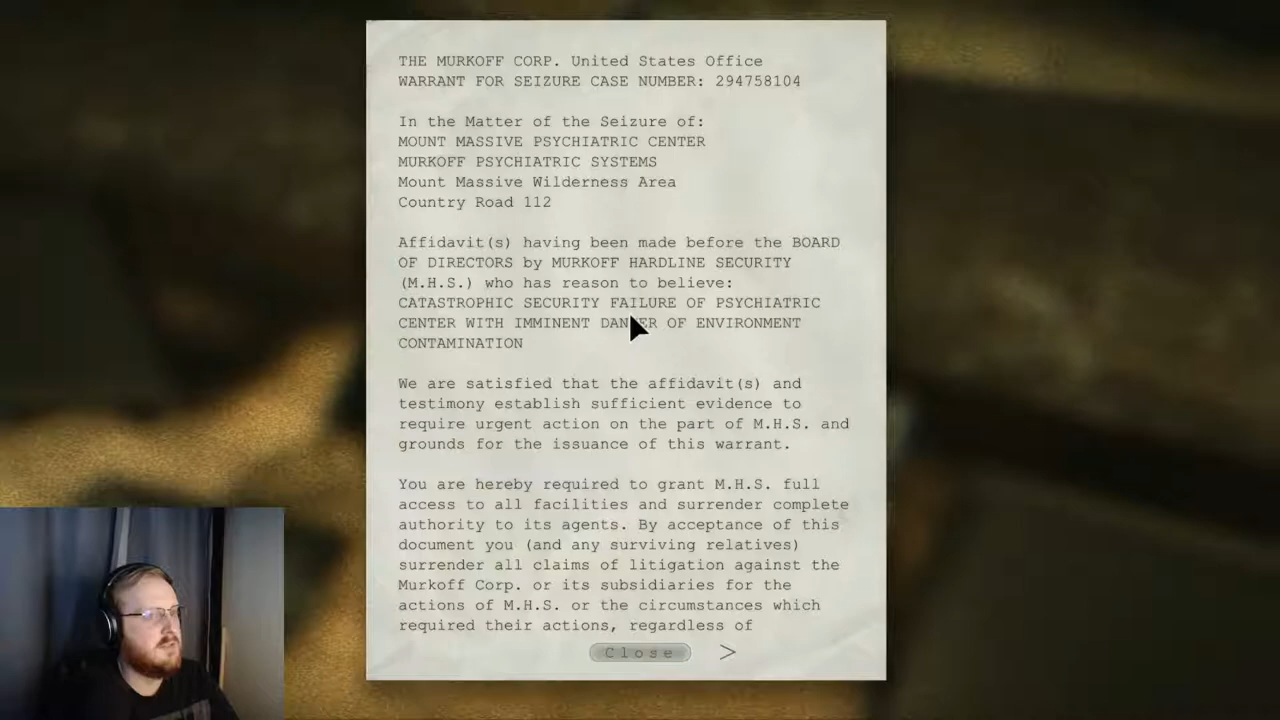 THE MURKOFF CORP. United States Office
WARRANT FOR SEIZURE CASE NUMBER: 294758104
In the Matter of the Seizure of:
MOUNT MASSIVE PSYCHIATRIC CENTER
MURKOFF PSYCHIATRIC SYSTEMS
Mount Massive Wilderness Area
Country Road 112
Affidavit(s) having been made before the BOARD
OF DIRECTORS by MURKOFF HARDLINE SECURITY
(M.H.S.) who has reason to believe:
CATASTROPHIC SECURITY FAILURE OF PSYCHIATRIC
CENTER WITH IMMINENT DANGER OF ENVIRONMENT
CONTAMINATION
We are satisfied that the affidavit(s) and
testimony establish sufficient evidence to
require urgent action on the part of M.H.S. and
grounds for the issuance of this warrant.
You are hereby required to grant M.H.S. full
access to all facilities and surrender complete
authority to its agents. By acceptance of this
document you (and any surviving relatives)
surrender all claims of litigation against the
Murkoff Corp. or its subsidiaries for the
actions of M.H.S. or the circumstances which
required their actions, regardless of
Close >